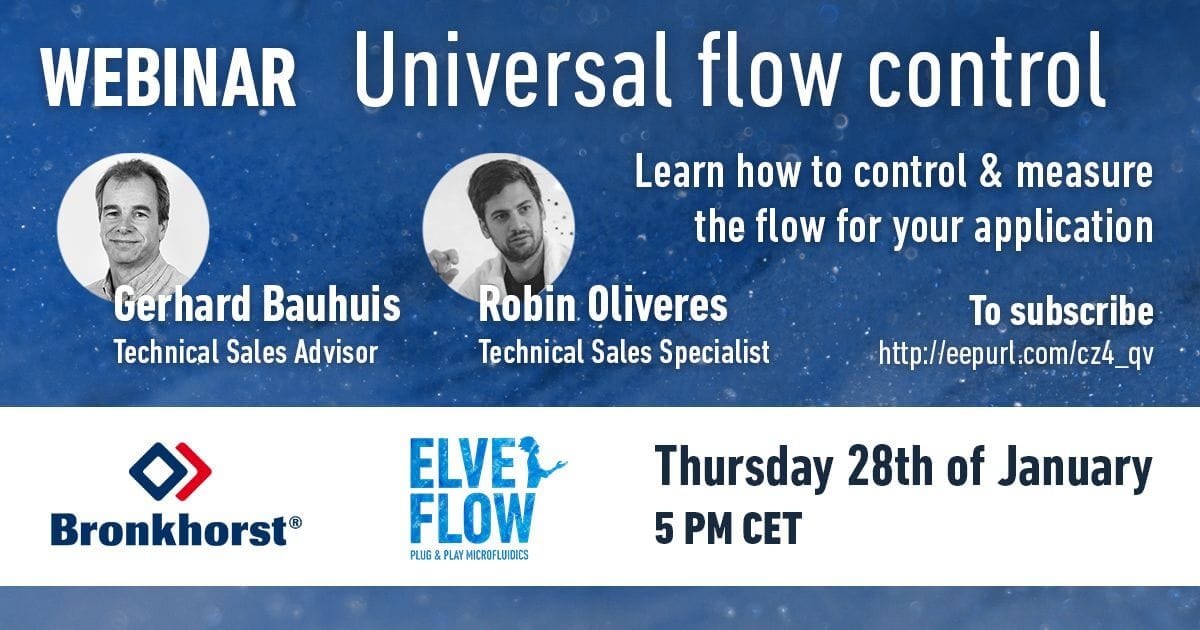 WEBINAR Universal flow control
Learn how to control & measure
the flow for your application
Gerhard Bauhuis
Technical Sales Advisor
Robin Oliveres
Technical Sales Specialist
To subscribe
http://eepurl.com/cz4_qv
Bronkhorst®
ELVE
FLOW
PLUG & PLAY MICROFLUIDICS
Thursday 28th of January
5 PM CET